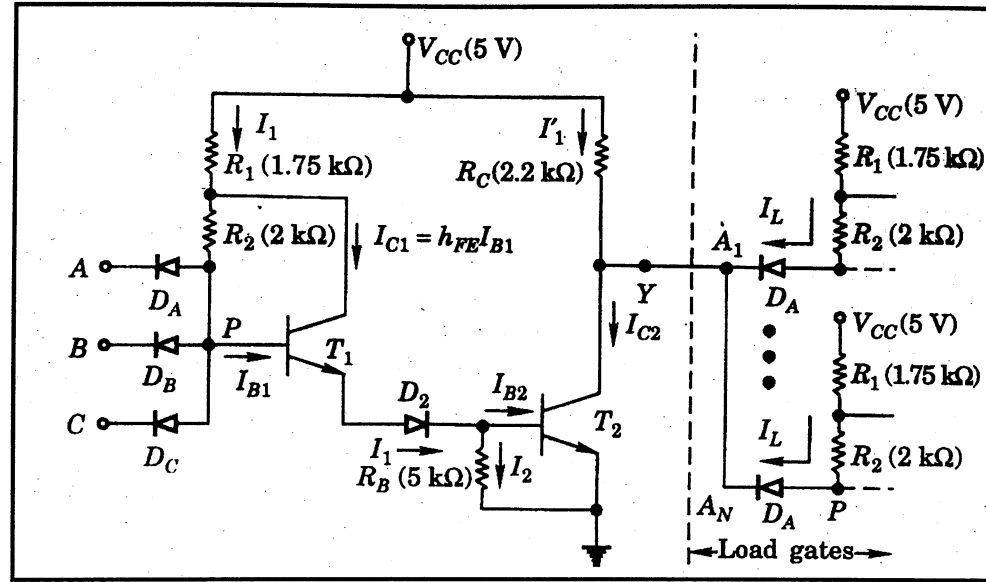 V_CC (5 V)
I_1
R_1 (1.75 kΩ)
R_2 (2 kΩ)
I_C1 = h_FE I_B1
I'_1
R_C (2.2 kΩ)
A
D_A
B
D_B
C
D_C
P
I_B1
T_1
D_2
I_1
R_B (5 kΩ)
I_2
I_B2
T_2
I_C2
Y
A_1
I_L
D_A
V_CC (5 V)
R_1 (1.75 kΩ)
R_2 (2 kΩ)
V_CC (5 V)
R_1 (1.75 kΩ)
I_L
R_2 (2 kΩ)
A_N
D_A
P
Load gates